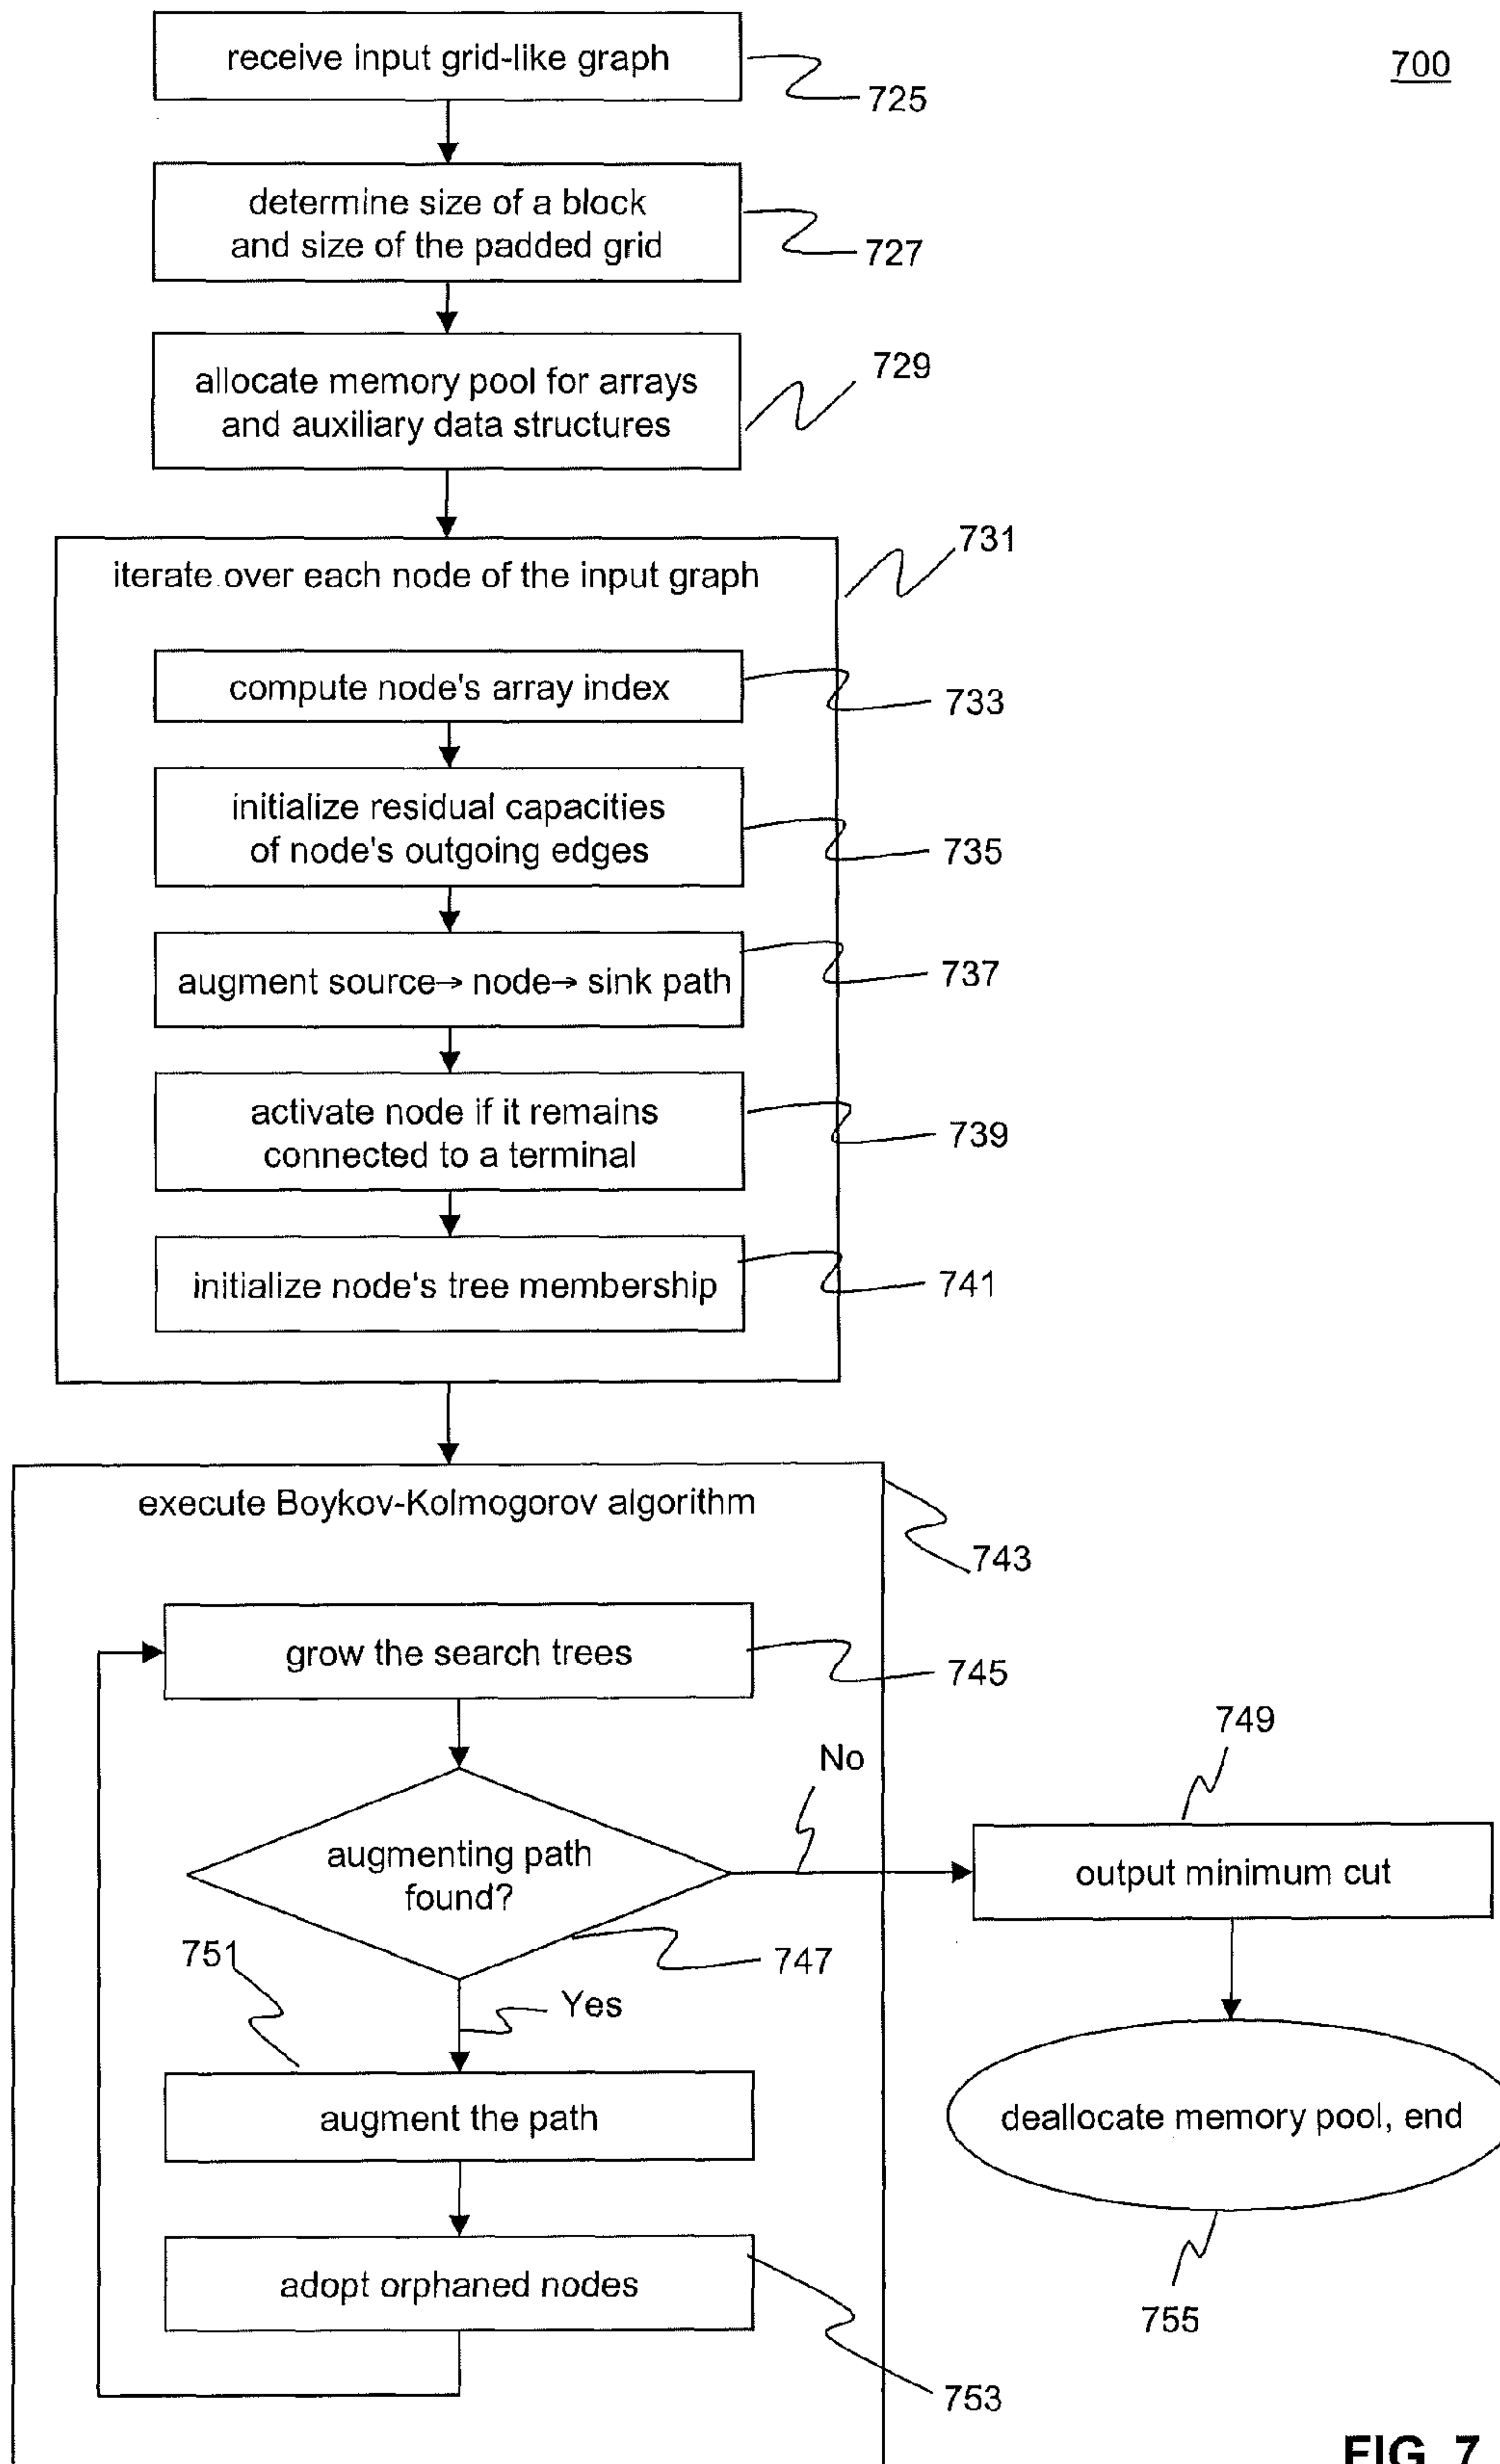 receive input grid-like graph
700
725
determine size of a block
and size of the padded grid
727
allocate memory pool for arrays
and auxiliary data structures
729
731
iterate over each node of the input graph
compute node's array index
733
initialize residual capacities
of node's outgoing edges
735
augment source→ node→ sink path
737
activate node if it remains
connected to a terminal
739
initialize node's tree membership
741
execute Boykov-Kolmogorov algorithm
743
grow the search trees
745
749
No
augmenting path
found?
output minimum cut
747
751
Yes
augment the path
deallocate memory pool, end
adopt orphaned nodes
755
753
FIG. 7